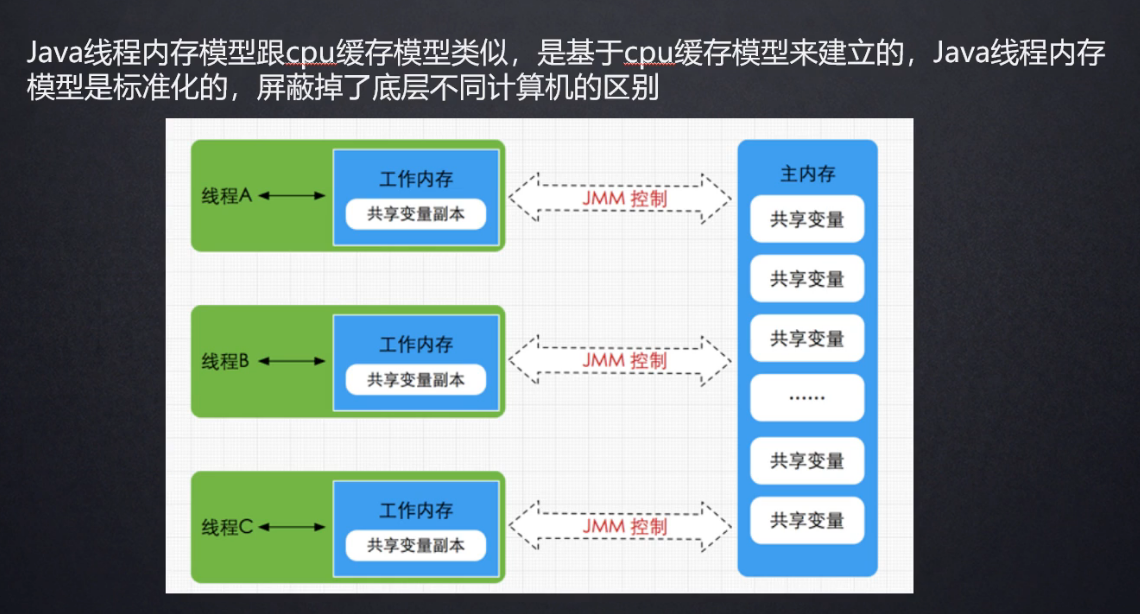 Java线程内存模型跟cpu缓存模型类似，是基于cpu缓存模型来建立的，Java线程内存
模型是标准化的，屏蔽掉了底层不同计算机的区别
线程A
工作内存
共享变量副本
JMM 控制
线程B
工作内存
共享变量副本
JMM 控制
线程C
工作内存
共享变量副本
JMM 控制
主内存
共享变量
共享变量
共享变量
······
共享变量
共享变量